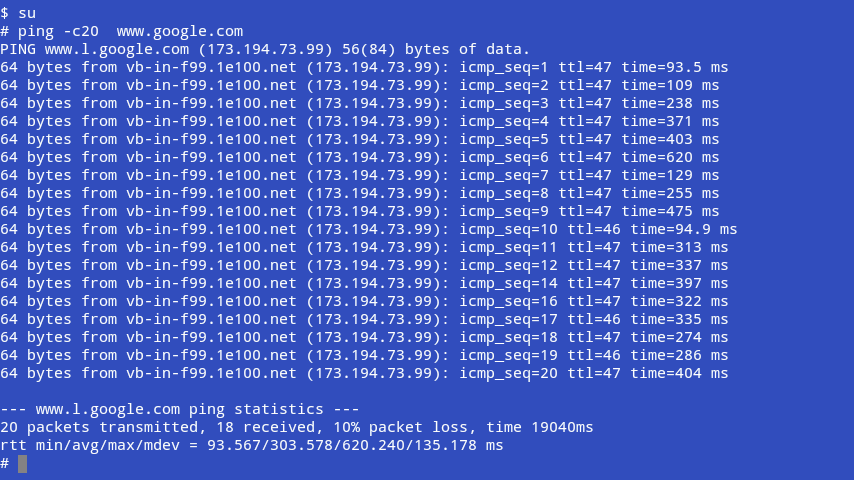 $ su
# ping -c20  www.google.com
PING www.l.google.com (173.194.73.99) 56(84) bytes of data.
64 bytes from vb-in-f99.1e100.net (173.194.73.99): icmp_seq=1 ttl=47 time=93.5 ms
64 bytes from vb-in-f99.1e100.net (173.194.73.99): icmp_seq=2 ttl=47 time=109 ms
64 bytes from vb-in-f99.1e100.net (173.194.73.99): icmp_seq=3 ttl=47 time=238 ms
64 bytes from vb-in-f99.1e100.net (173.194.73.99): icmp_seq=4 ttl=47 time=371 ms
64 bytes from vb-in-f99.1e100.net (173.194.73.99): icmp_seq=5 ttl=47 time=403 ms
64 bytes from vb-in-f99.1e100.net (173.194.73.99): icmp_seq=6 ttl=47 time=620 ms
64 bytes from vb-in-f99.1e100.net (173.194.73.99): icmp_seq=7 ttl=47 time=129 ms
64 bytes from vb-in-f99.1e100.net (173.194.73.99): icmp_seq=8 ttl=47 time=255 ms
64 bytes from vb-in-f99.1e100.net (173.194.73.99): icmp_seq=9 ttl=47 time=475 ms
64 bytes from vb-in-f99.1e100.net (173.194.73.99): icmp_seq=10 ttl=46 time=94.9 ms
64 bytes from vb-in-f99.1e100.net (173.194.73.99): icmp_seq=11 ttl=47 time=313 ms
64 bytes from vb-in-f99.1e100.net (173.194.73.99): icmp_seq=12 ttl=47 time=337 ms
64 bytes from vb-in-f99.1e100.net (173.194.73.99): icmp_seq=14 ttl=47 time=397 ms
64 bytes from vb-in-f99.1e100.net (173.194.73.99): icmp_seq=16 ttl=47 time=322 ms
64 bytes from vb-in-f99.1e100.net (173.194.73.99): icmp_seq=17 ttl=46 time=335 ms
64 bytes from vb-in-f99.1e100.net (173.194.73.99): icmp_seq=18 ttl=47 time=274 ms
64 bytes from vb-in-f99.1e100.net (173.194.73.99): icmp_seq=19 ttl=46 time=286 ms
64 bytes from vb-in-f99.1e100.net (173.194.73.99): icmp_seq=20 ttl=47 time=404 ms

--- www.l.google.com ping statistics ---
20 packets transmitted, 18 received, 10% packet loss, time 19040ms
rtt min/avg/max/mdev = 93.567/303.578/620.240/135.178 ms
#